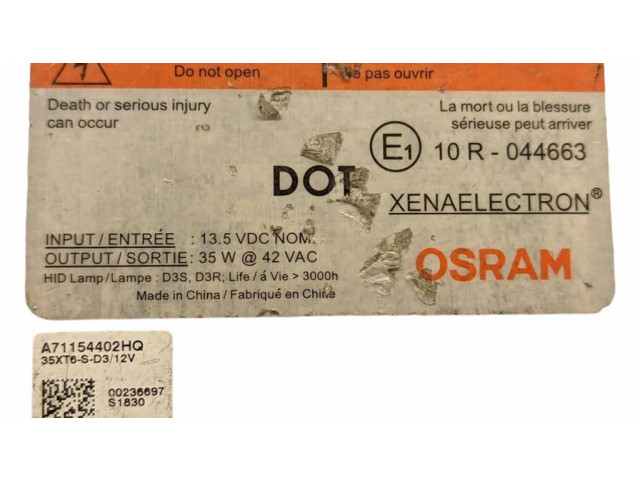 Do not open
pas ouvrir
Death or serious injury
can occur
La mort ou la blessure
sérieuse peut arriver
E1
10 R - 044663
DOT
XENAELECTRON®
INPUT / ENTRÉE : 13.5 VDC NOM.
OUTPUT / SORTIE : 35 W @ 42 VAC
HID Lamp / Lampe : D3S, D3R; Life / á Vie > 3000h
Made in China / Fabriqué en Chine
OSRAM
A71154402HQ
35XT6-S-D3/12V
00236697
S1830